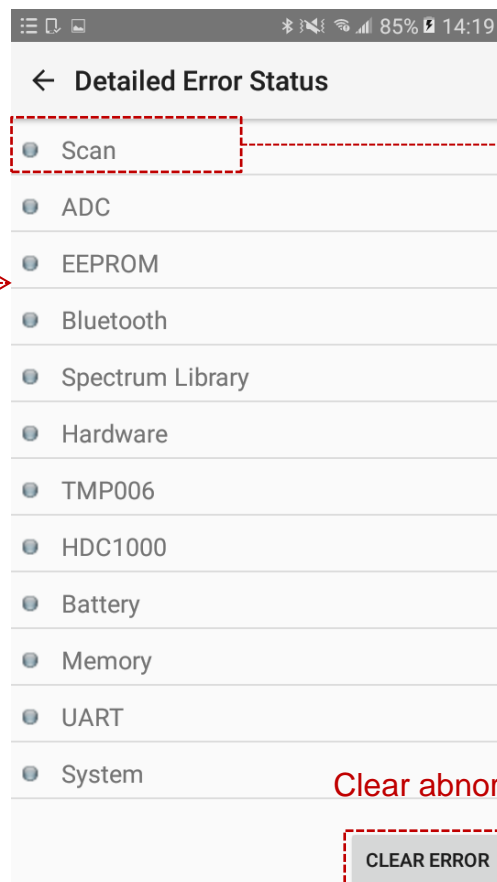 85% 14:19
Detailed Error Status
Scan
ADC
EEPROM
Bluetooth
Spectrum Library
Hardware
TMP006
HDC1000
Battery
Memory
UART
System
Clear abnor
CLEAR ERROR